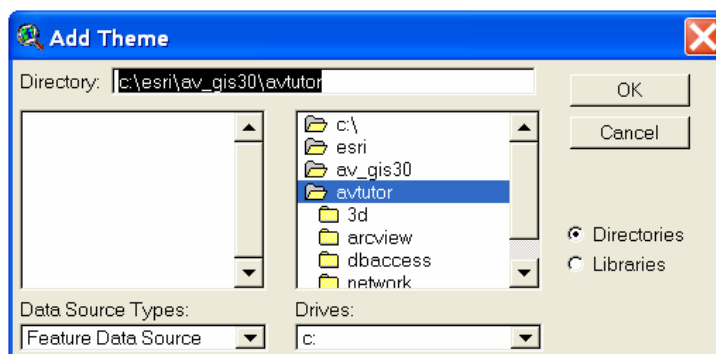 Add Theme
Directory: c:\esri\av_gis30\avtutor
OK
Cancel
c:\
esri
av_gis30
avtutor
3d
arcview
dbaccess
network
Directories
Libraries
Data Source Types:
Feature Data Source
Drives:
c: